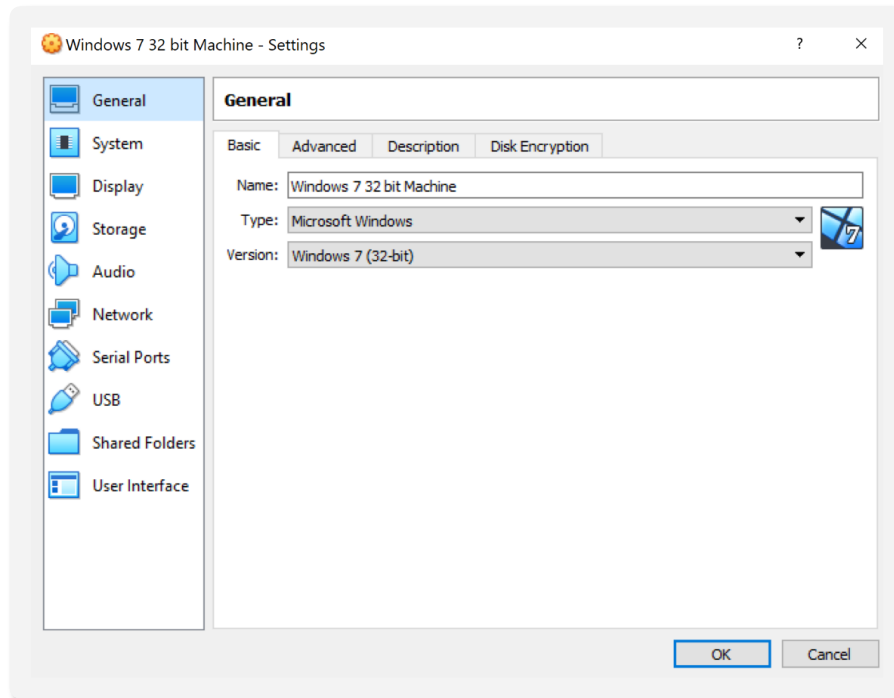 Windows 7 32 bit Machine - Settings
?
×
General
System
Display
Storage
Audio
Network
Serial Ports
USB
Shared Folders
User Interface
General
Basic Advanced Description Disk Encryption
Name: Windows 7 32 bit Machine
Type: Microsoft Windows
7
Version: Windows 7 (32-bit)
OK Cancel